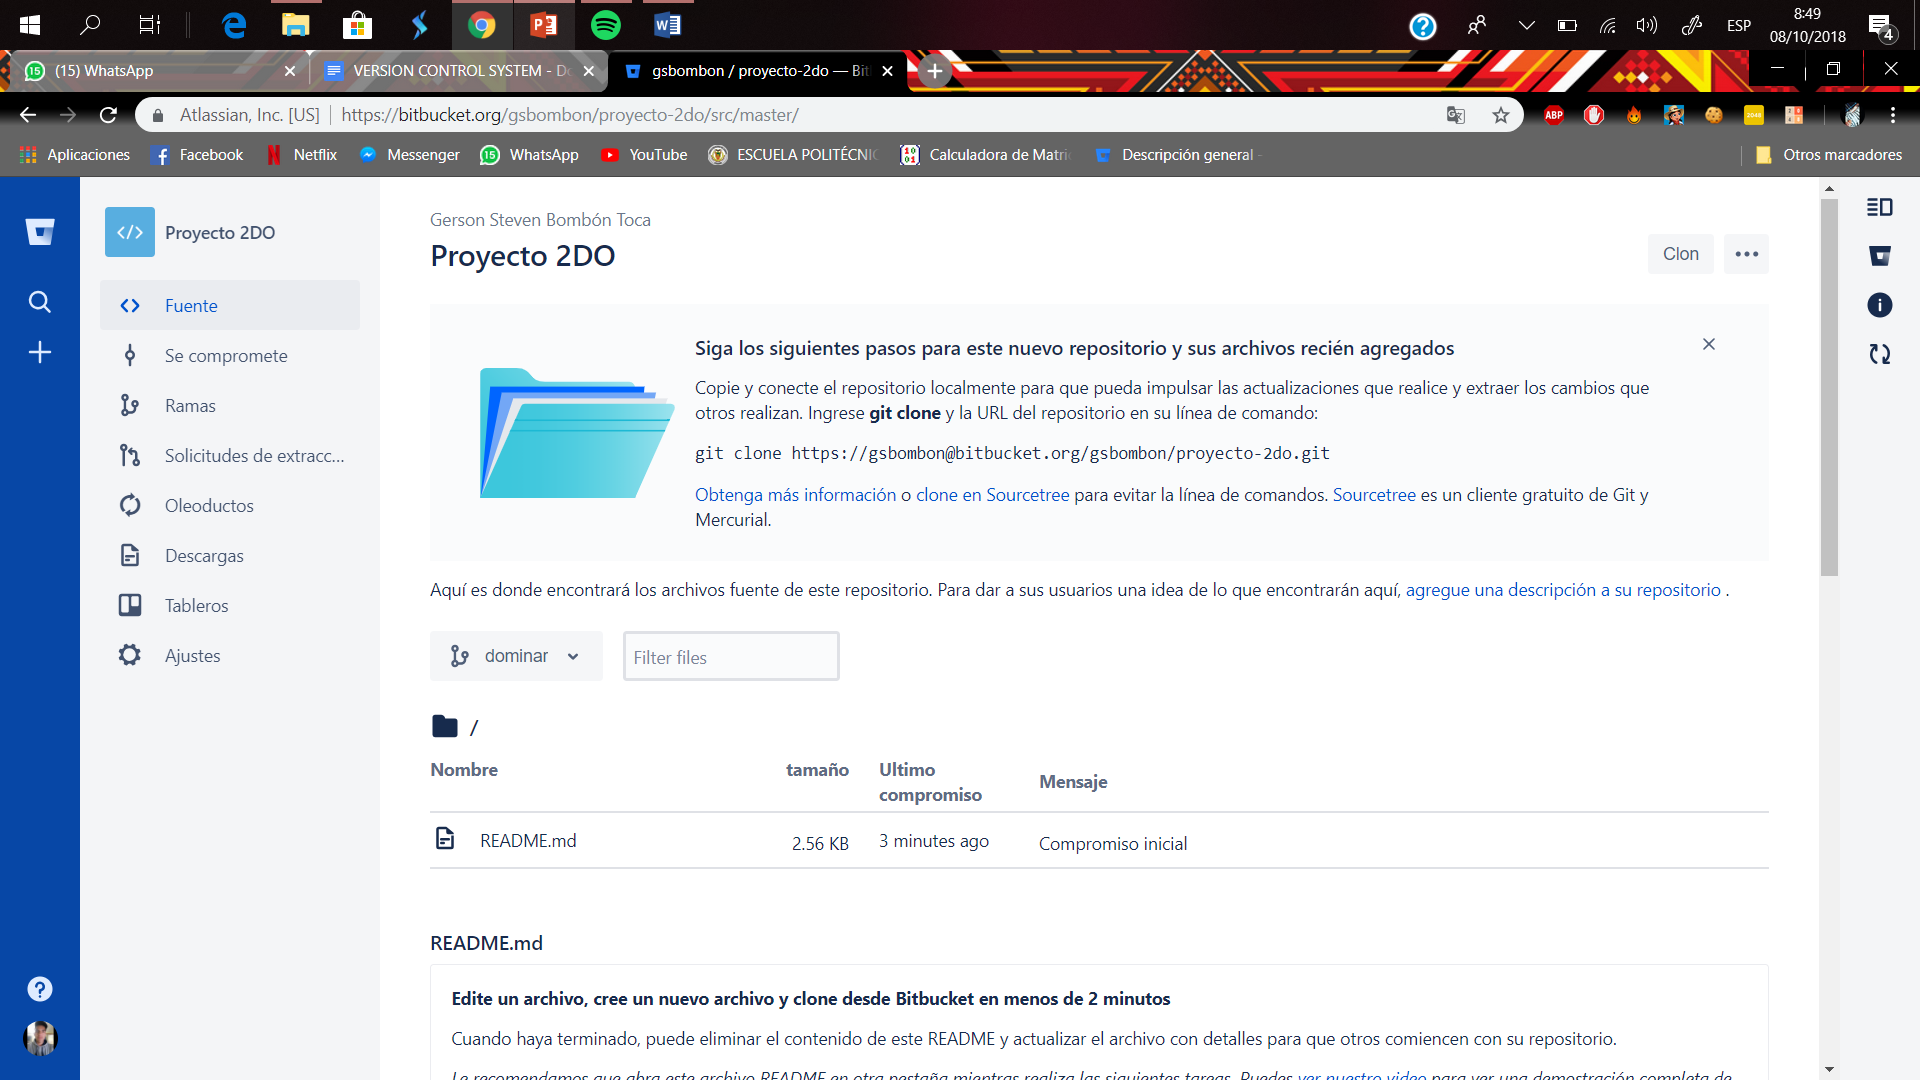 ESP
8:49
08/10/2018
4
15 (15) WhatsApp
VERSION CONTROL SYSTEM - Do
gsbombon / proyecto-2do — Bit
Atlassian, Inc. [US] https://bitbucket.org/gsbombon/proyecto-2do/src/master/
ABP
Aplicaciones
Facebook
Netflix
Messenger
15 WhatsApp
YouTube
ESCUELA POLITÉCNIC
Calculadora de Matri
Descripción general -
Otros marcadores
Proyecto 2DO
Fuente
Se compromete
Ramas
Solicitudes de extracc...
Oleoductos
Descargas
Tableros
Ajustes
Gerson Steven Bombón Toca
Proyecto 2DO
Clon
Siga los siguientes pasos para este nuevo repositorio y sus archivos recién agregados
Copie y conecte el repositorio localmente para que pueda impulsar las actualizaciones que realice y extraer los cambios que
otros realizan. Ingrese git clone y la URL del repositorio en su línea de comando:
git clone https://gsbombon@bitbucket.org/gsbombon/proyecto-2do.git
Obtenga más información o clone en Sourcetree para evitar la línea de comandos. Sourcetree es un cliente gratuito de Git y
Mercurial.
Aquí es donde encontrará los archivos fuente de este repositorio. Para dar a sus usuarios una idea de lo que encontrarán aquí, agregue una descripción a su repositorio .
dominar
Filter files
/
Nombre tamaño Ultimo compromiso Mensaje
README.md 2.56 KB 3 minutes ago Compromiso inicial
README.md
Edite un archivo, cree un nuevo archivo y clone desde Bitbucket en menos de 2 minutos
Cuando haya terminado, puede eliminar el contenido de este README y actualizar el archivo con detalles para que otros comiencen con su repositorio.
Le recomendamos que abra este archivo README en otra pestaña mientras realiza las siguientes tareas. Puedes ver nuestro video para ver una demostración completa de